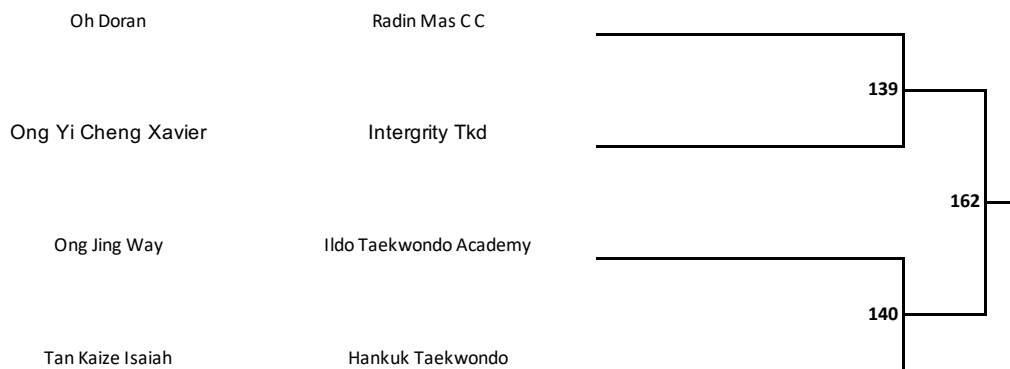 Oh Doran Radin Mas C C
139
Ong Yi Cheng Xavier Intergrity Tkd
162
Ong Jing Way Ildo Taekwondo Academy
140
Tan Kaize Isaiah Hankuk Taekwondo